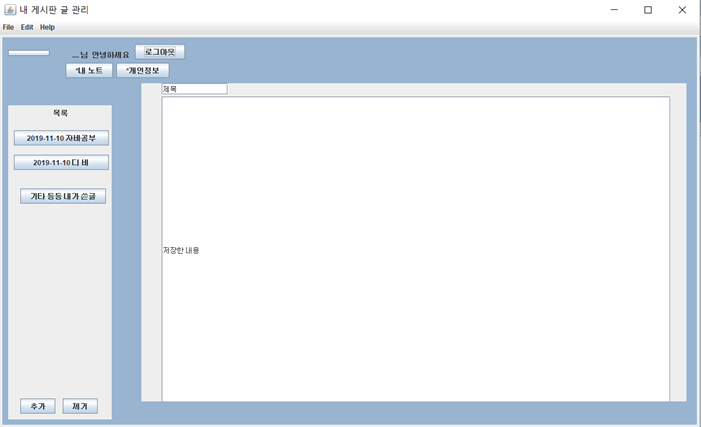 내 게시판 글 관리
File Edit Help
....님 안녕하세요 로그아웃
*내 노트 *개인정보
제목
목록
2019-11-10 자바공부
2019-11-10 디 비
기타 등등 내가 쓴글
저장한 내용
추가 제거